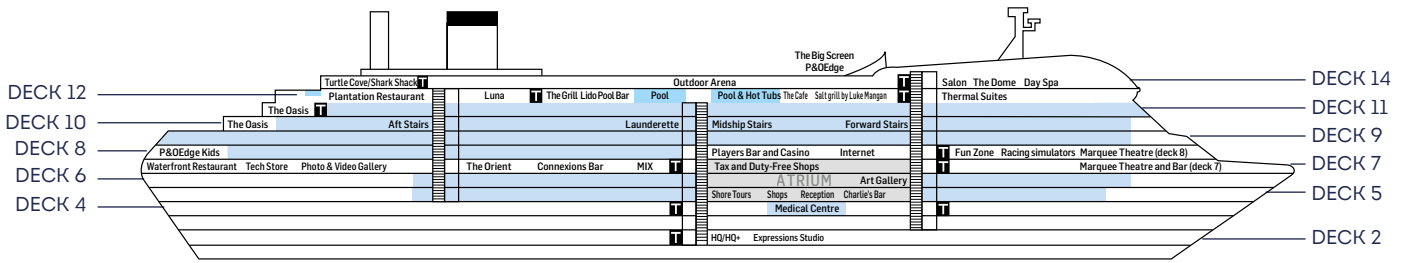 The Big Screen
P&OEdge
Turtle Cove/Shark Shack T Outdoor Arena T Salon The Dome Day Spa DECK 14
DECK 12 Plantation Restaurant Luna T The Grill Lido Pool Bar Pool Pool & Hot Tubs The Cafe Salt grill by Luke Mangan T Thermal Suites
The Oasis T DECK 11
DECK 10 The Oasis Aft Stairs Launderette Midship Stairs Forward Stairs
DECK 9
DECK 8 P&OEdge Kids Players Bar and Casino Internet T Fun Zone Racing simulators Marquee Theatre (deck 8)
Waterfront Restaurant Tech Store Photo & Video Gallery The Orient Connexions Bar MIX T Tax and Duty-Free Shops T Marquee Theatre and Bar (deck 7) DECK 7
DECK 6 ATRIUM Art Gallery
Shore Tours Shops Reception Charlie's Bar DECK 5
DECK 4 T Medical Centre T
T HQ/HQ+ Expressions Studio DECK 2